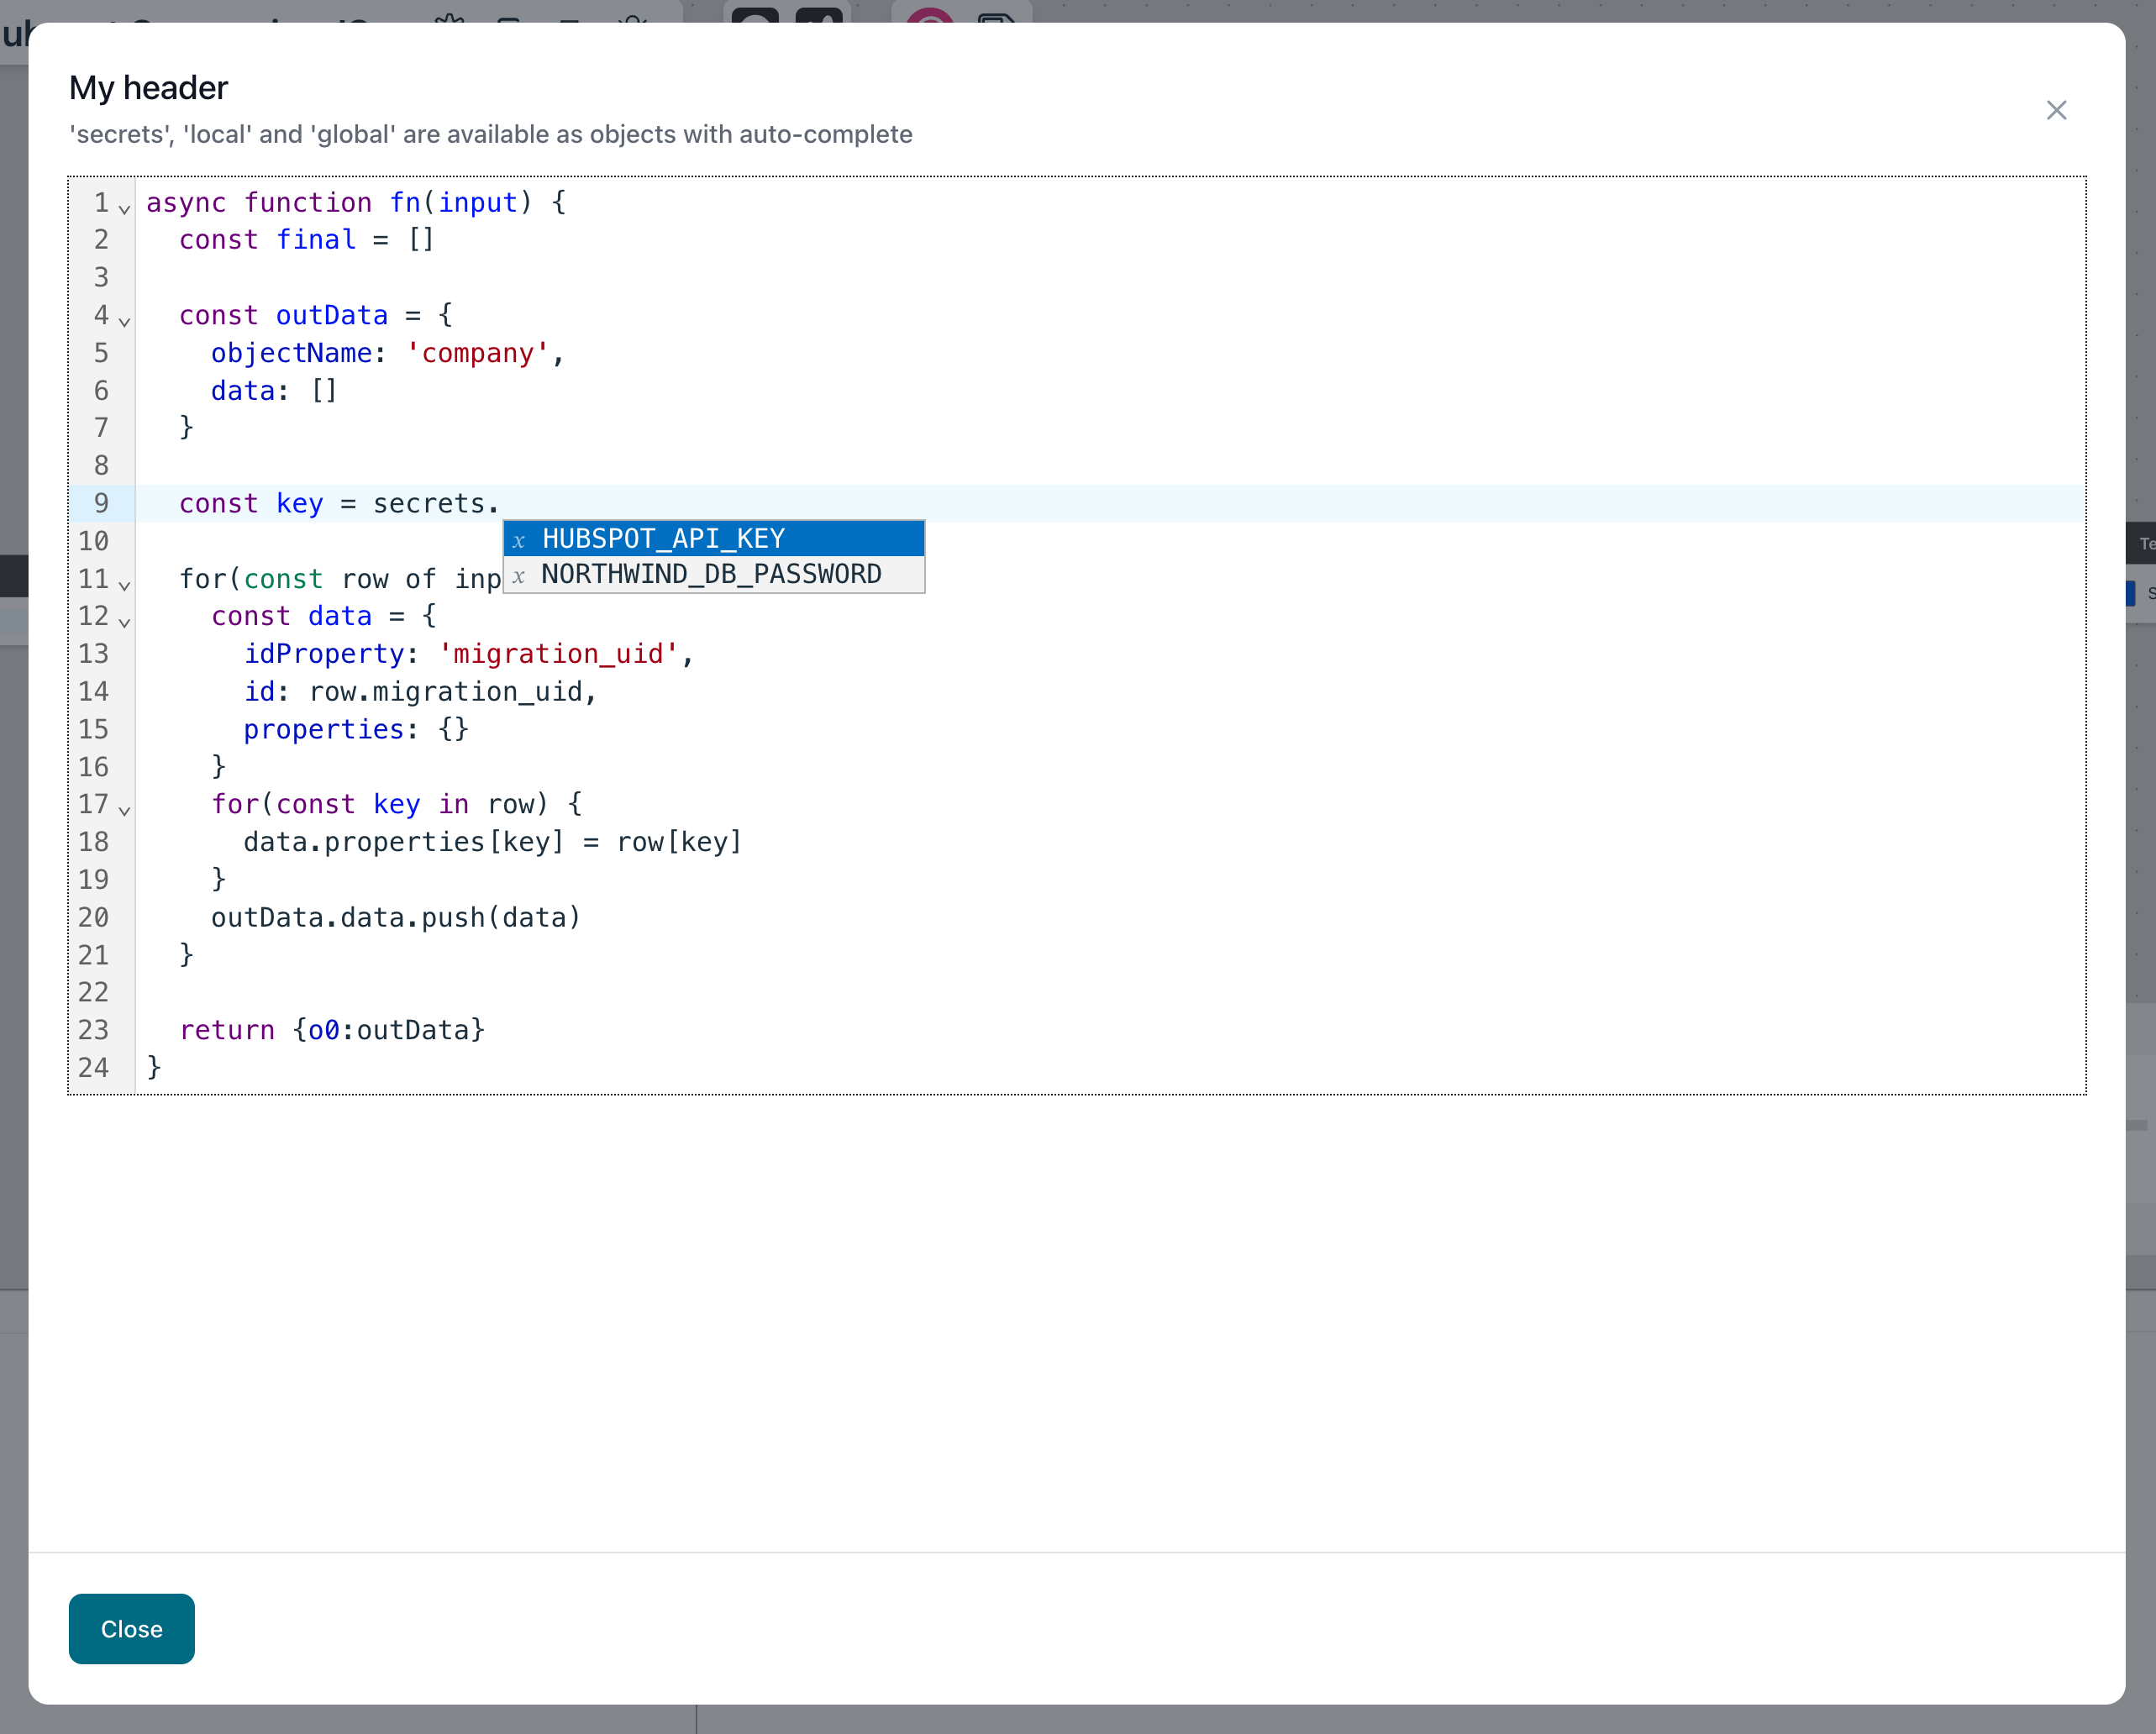 My header
'secrets', 'local' and 'global' are available as objects with auto-complete
1 async function fn(input) {
2   const final = []
3
4   const outData = {
5     objectName: 'company',
6     data: []
7   }
8
9   const key = secrets.
x HUBSPOT_API_KEY
10
x NORTHWIND_DB_PASSWORD
11   for(const row of inp
12     const data = {
13       idProperty: 'migration_uid',
14       id: row.migration_uid,
15       properties: {}
16     }
17     for(const key in row) {
18       data.properties[key] = row[key]
19     }
20     outData.data.push(data)
21   }
22
23   return {o0:outData}
24 }
Close